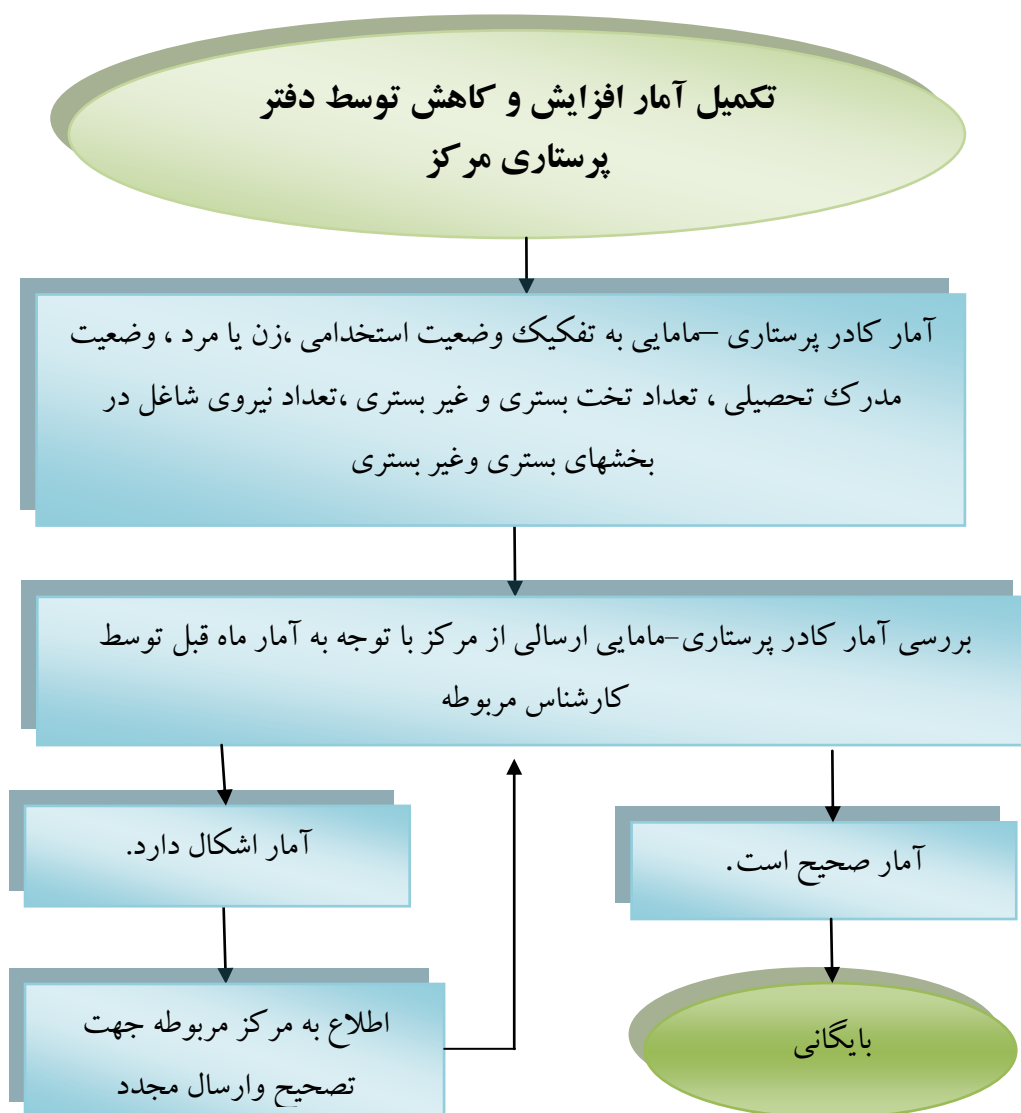 تکمیل آمار افزایش و کاهش توسط دفتر
پرستاری مرکز
آمار کادر پرستاری –مامایی به تفکیک وضعیت استخدامی ،زن یا مرد ، وضعیت
مدرک تحصیلی ، تعداد تخت بستری و غیر بستری ،تعداد نیروی شاغل در
بخشهای بستری وغیر بستری
بررسی آمار کادر پرستاری-مامایی ارسالی از مرکز با توجه به آمار ماه قبل توسط
کارشناس مربوطه
آمار صحیح است.
آمار اشکال دارد.
بایگانی
اطلاع به مرکز مربوطه جهت
تصحیح وارسال مجدد